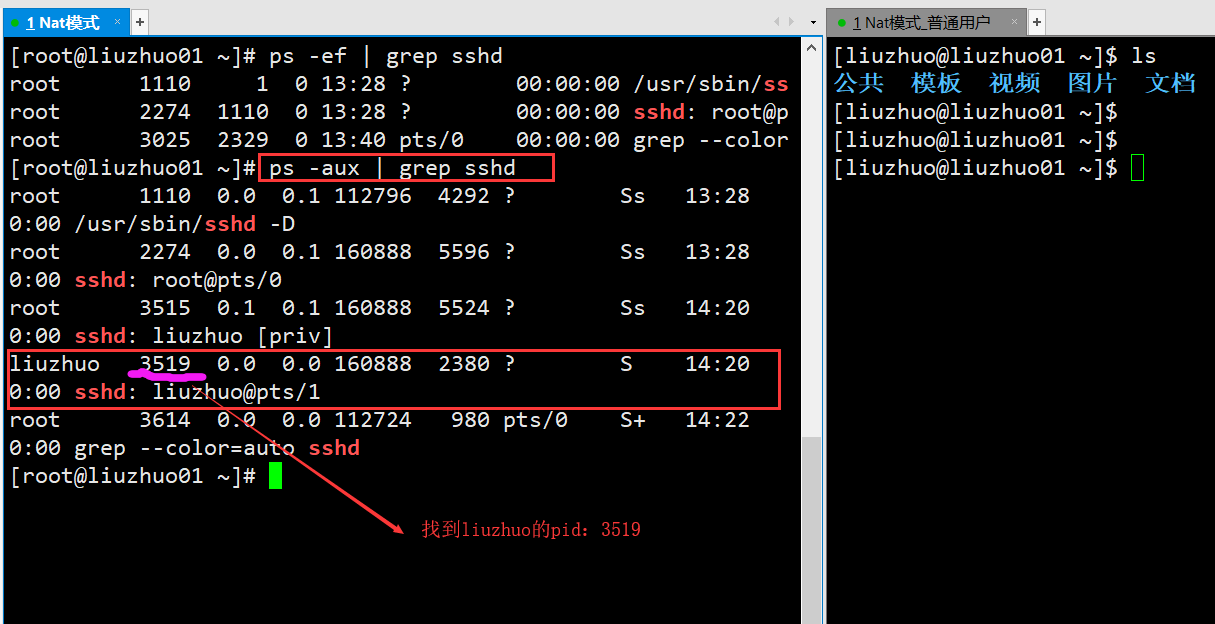 1 Nat模式 × +
[root@liuzhuo01 ~]# ps -ef | grep sshd
root      1110     1  0 13:28 ?        00:00:00 /usr/sbin/ss
root      2274  1110  0 13:28 ?        00:00:00 sshd: root@p
root      3025  2329  0 13:40 pts/0    00:00:00 grep --color
[root@liuzhuo01 ~]# ps -aux | grep sshd
root      1110  0.0  0.1 112796  4292 ?        Ss   13:28
0:00 /usr/sbin/sshd -D
root      2274  0.0  0.1 160888  5596 ?        Ss   13:28
0:00 sshd: root@pts/0
root      3515  0.1  0.1 160888  5524 ?        Ss   14:20
0:00 sshd: liuzhuo [priv]
liuzhuo   3519  0.0  0.0 160888  2380 ?        S    14:20
0:00 sshd: liuzhuo@pts/1
root      3614  0.0  0.0 112724   980 pts/0    S+   14:22
0:00 grep --color=auto sshd
[root@liuzhuo01 ~]#
找到liuzhuo的pid：3519
1 Nat模式_普通用户 × +
[liuzhuo@liuzhuo01 ~]$ ls
公共  模板  视频  图片  文档
[liuzhuo@liuzhuo01 ~]$
[liuzhuo@liuzhuo01 ~]$
[liuzhuo@liuzhuo01 ~]$